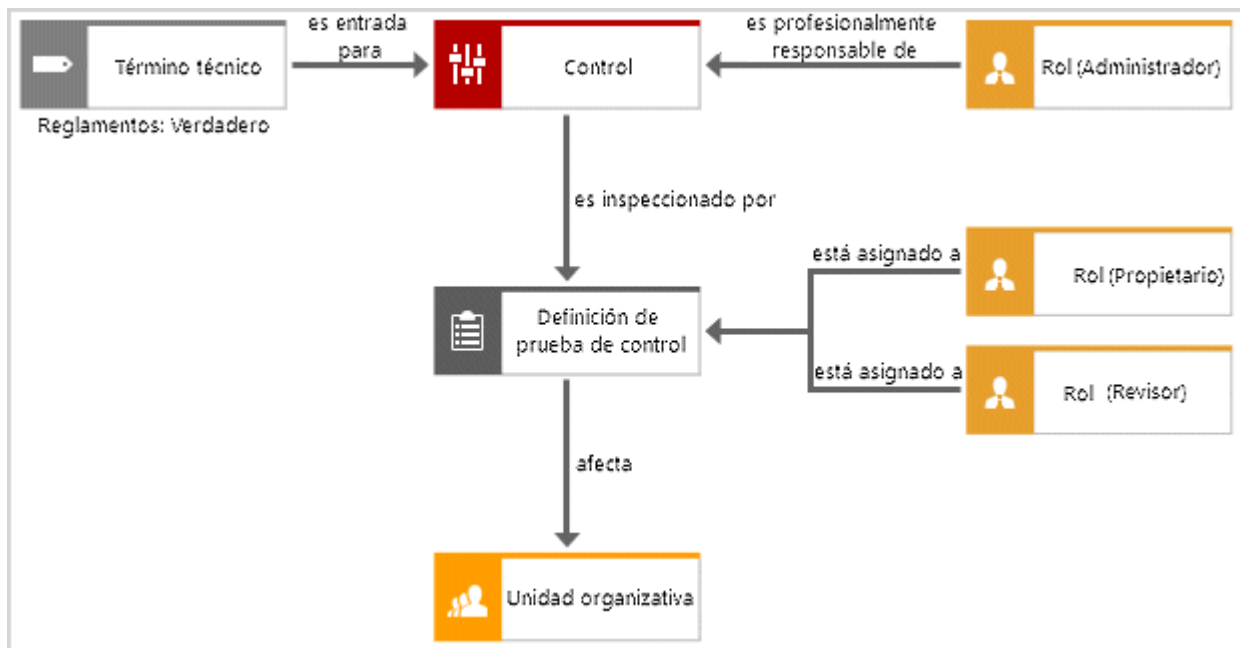 es entrada
para
es profesionalmente
responsable de
Término técnico
Control
Rol (Administrador)
Reglamentos: Verdadero
es inspeccionado por
está asignado a
Rol (Propietario)
Definición de
prueba de control
está asignado a
Rol (Revisor)
afecta
Unidad organizativa